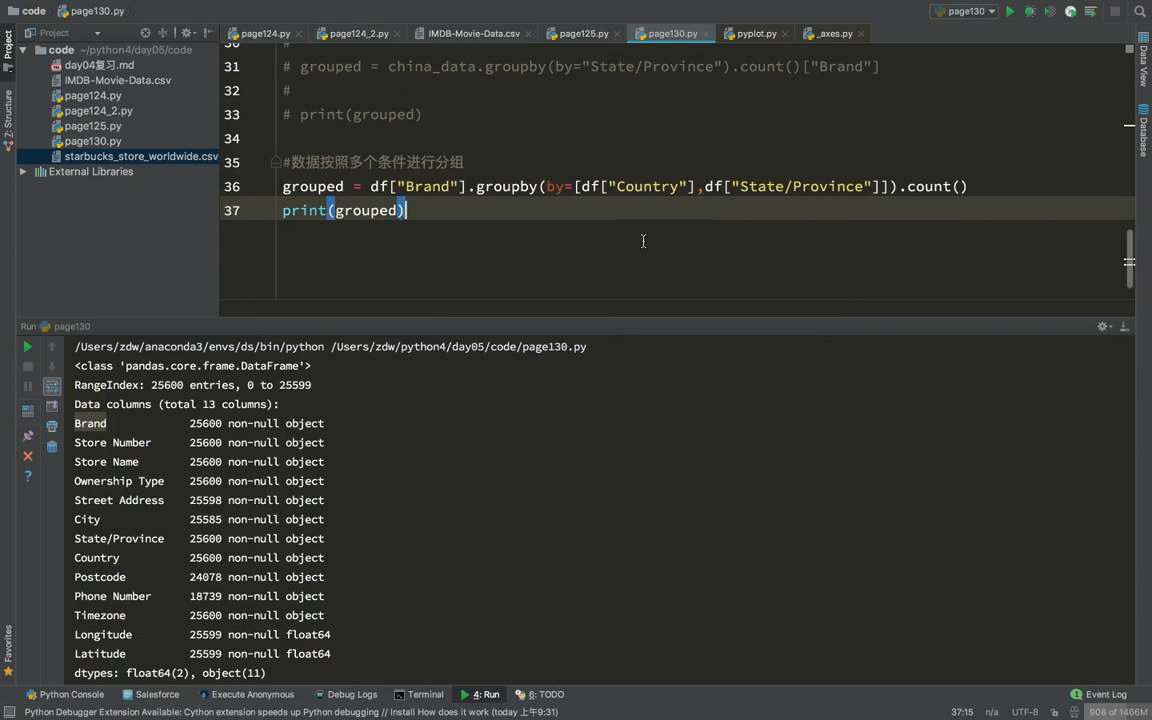 code page130.py
page130
Project
code ~/python4/day05/code
day04复习.md
IMDB-Movie-Data.csv
page124.py
page124_2.py
page125.py
page130.py
starbucks_store_worldwide.csv
External Libraries
page124.py page124_2.py IMDB-Movie-Data.csv page125.py page130.py pyplot.py _axes.py
1: Project
7: Structure
Favorites
Data View
Database
30 #
31 # grouped = china_data.groupby(by="State/Province").count()["Brand"]
32 #
33 # print(grouped)
34
35 #数据按照多个条件进行分组
36 grouped = df["Brand"].groupby(by=[df["Country"],df["State/Province"]]).count()
37 print(grouped)
Run page130
/Users/zdw/anaconda3/envs/ds/bin/python /Users/zdw/python4/day05/code/page130.py
<class 'pandas.core.frame.DataFrame'>
RangeIndex: 25600 entries, 0 to 25599
Data columns (total 13 columns):
Brand 25600 non-null object
Store Number 25600 non-null object
Store Name 25600 non-null object
Ownership Type 25600 non-null object
Street Address 25598 non-null object
City 25585 non-null object
State/Province 25600 non-null object
Country 25600 non-null object
Postcode 24078 non-null object
Phone Number 18739 non-null object
Timezone 25600 non-null object
Longitude 25599 non-null float64
Latitude 25599 non-null float64
dtypes: float64(2), object(11)
Python Console Salesforce Execute Anonymous Debug Logs Terminal 4: Run 6: TODO Event Log
Python Debugger Extension Available: Cython extension speeds up Python debugging // Install How does it work (today 上午9:31) 37:15 n/a UTF-8 908 of 1466M